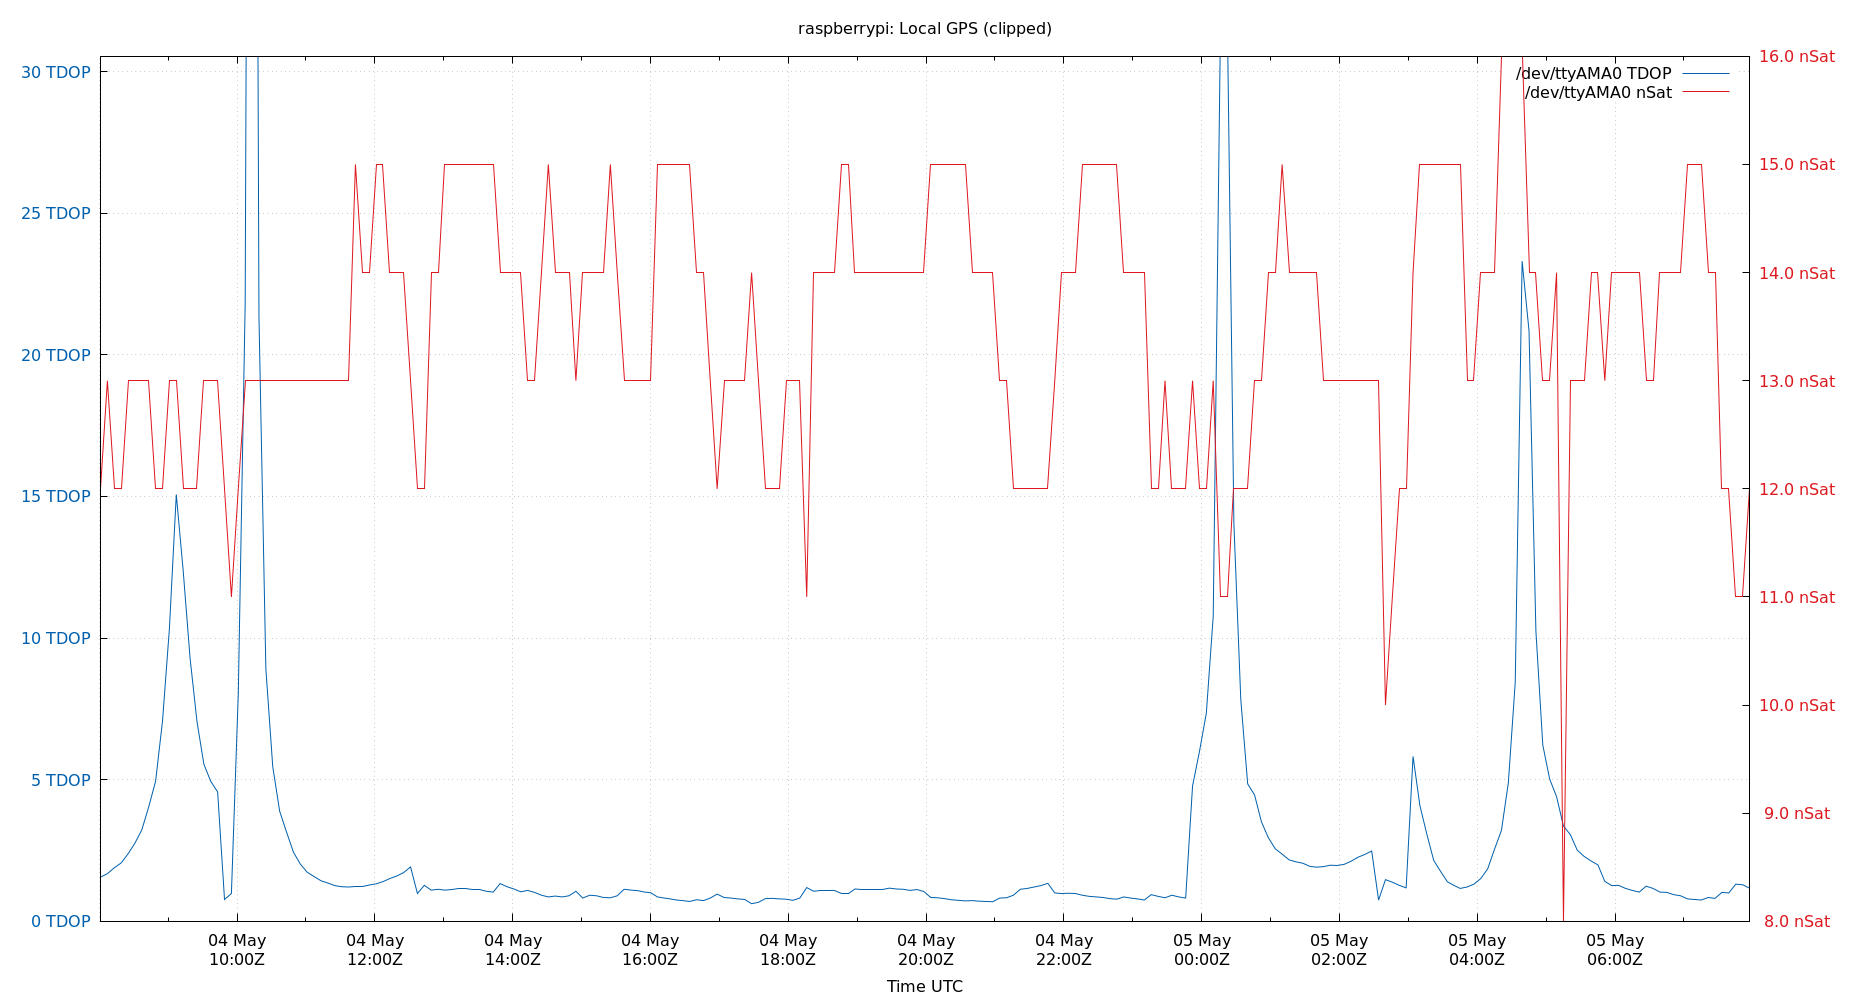 raspberrypi: Local GPS (clipped)
30 TDOP
25 TDOP
20 TDOP
15 TDOP
10 TDOP
5 TDOP
0 TDOP
16.0 nSat
15.0 nSat
14.0 nSat
13.0 nSat
12.0 nSat
11.0 nSat
10.0 nSat
9.0 nSat
8.0 nSat
/dev/ttyAMA0 TDOP
/dev/ttyAMA0 nSat
04 May 04 May 04 May 04 May 04 May 04 May 04 May 05 May 05 May 05 May 05 May
10:00Z 12:00Z 14:00Z 16:00Z 18:00Z 20:00Z 22:00Z 00:00Z 02:00Z 04:00Z 06:00Z
Time UTC